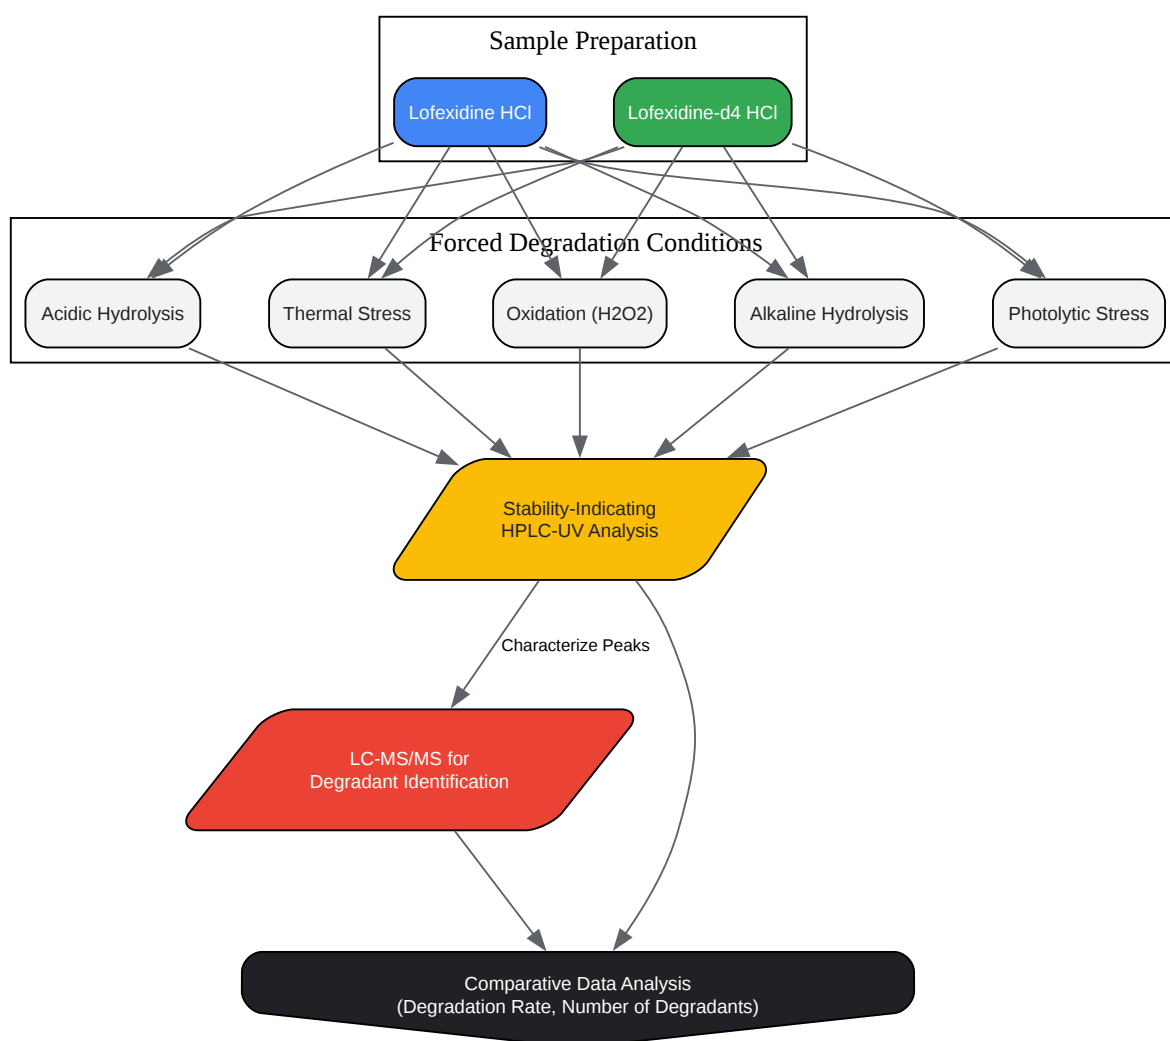 Sample Preparation
Lofexidine HCl
Lofexidine-d4 HCl
Forced Degradation Conditions
Acidic Hydrolysis
Thermal Stress
Oxidation (H2O2)
Alkaline Hydrolysis
Photolytic Stress
Stability-Indicating
HPLC-UV Analysis
Characterize Peaks
LC-MS/MS for
Degradant Identification
Comparative Data Analysis
(Degradation Rate, Number of Degradants)